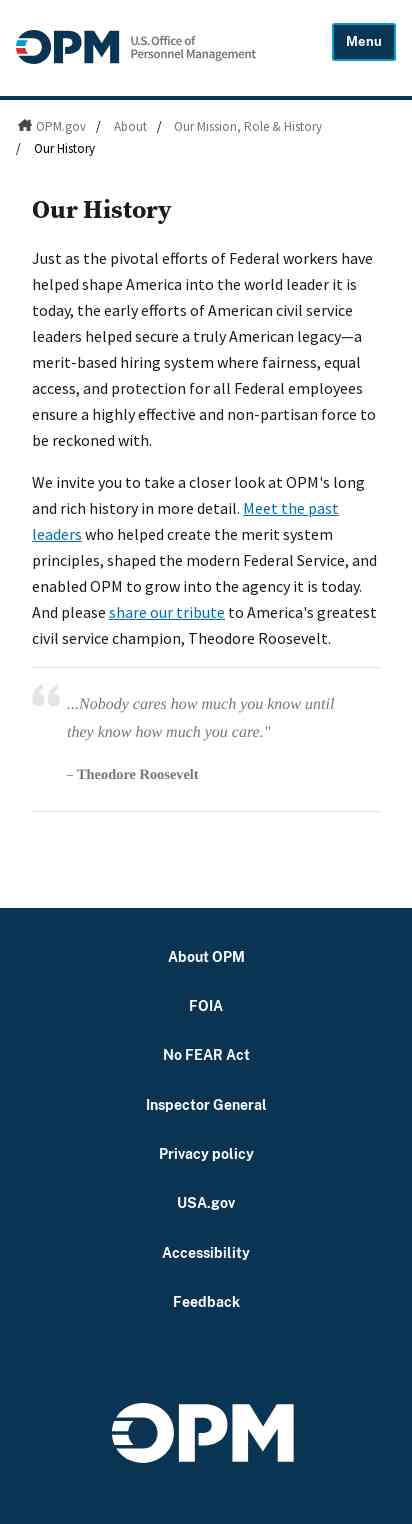 OPM U.S. Office of
Personnel Management
Menu
OPM.gov / About / Our Mission, Role & History
/ Our History
Our History
Just as the pivotal efforts of Federal workers have
helped shape America into the world leader it is
today, the early efforts of American civil service
leaders helped secure a truly American legacy—a
merit-based hiring system where fairness, equal
access, and protection for all Federal employees
ensure a highly effective and non-partisan force to
be reckoned with.
We invite you to take a closer look at OPM's long
and rich history in more detail. Meet the past
leaders who helped create the merit system
principles, shaped the modern Federal Service, and
enabled OPM to grow into the agency it is today.
And please share our tribute to America's greatest
civil service champion, Theodore Roosevelt.
“ ...Nobody cares how much you know until
they know how much you care."
– Theodore Roosevelt
About OPM
FOIA
No FEAR Act
Inspector General
Privacy policy
USA.gov
Accessibility
Feedback
OPM